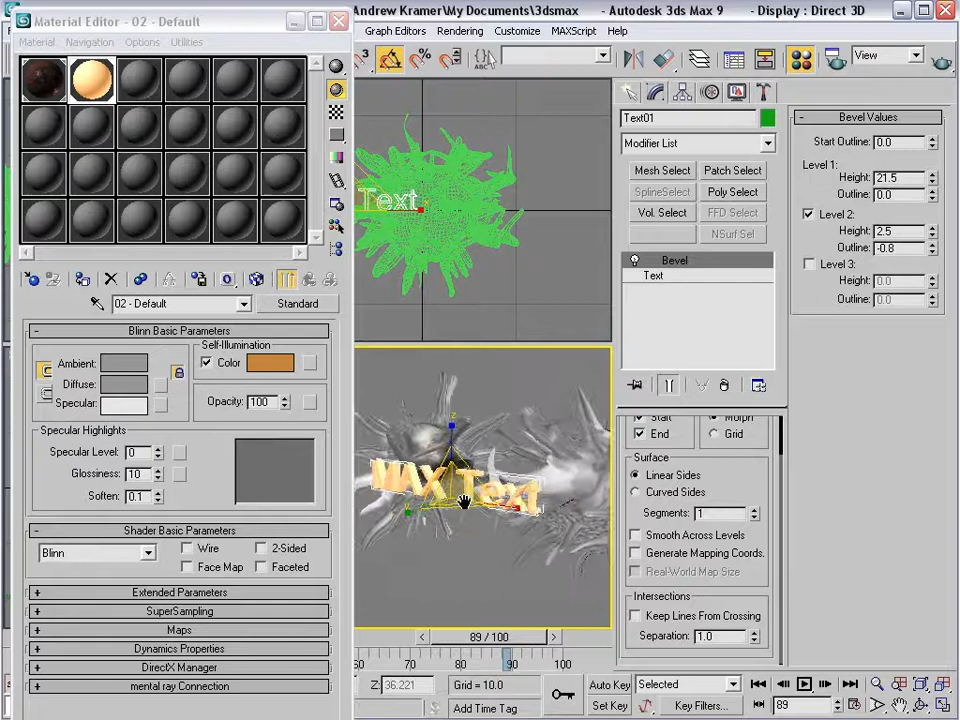 Material Editor - 02 - Default
Andrew Kramer\My Documents\3dsmax - Autodesk 3ds Max 9 - Display : Direct 3D
Material Navigation Options Utilities
Graph Editors Rendering Customize MAXScript Help
View
Text01
Modifier List
Mesh Select Patch Select
SplineSelect Poly Select
Vol. Select FFD Select
NSurf Sel
Bevel
Text
Bevel Values
Start Outline: 0.0
Level 1:
Height: 21.5
Outline: 0.0
Level 2:
Height: 2.5
Outline: -0.8
Level 3:
Height: 0.0
Outline: 0.0
Text
02 - Default Standard
Blinn Basic Parameters
Self-Illumination
Ambient: Color
Diffuse:
Specular: Opacity: 100
Specular Highlights
Specular Level: 0
Glossiness: 10
Soften: 0.1
Shader Basic Parameters
Blinn Wire 2-Sided
Face Map Faceted
Extended Parameters
SuperSampling
Maps
Dynamics Properties
DirectX Manager
mental ray Connection
MAX Text
z
Start Morph
End Grid
Surface
Linear Sides
Curved Sides
Segments: 1
Smooth Across Levels
Generate Mapping Coords.
Real-World Map Size
Intersections
Keep Lines From Crossing
Separation: 1.0
89 / 100
60 70 80 90 100
Z: 36.221 Grid = 10.0 Auto Key Selected
Add Time Tag Set Key Key Filters... 89